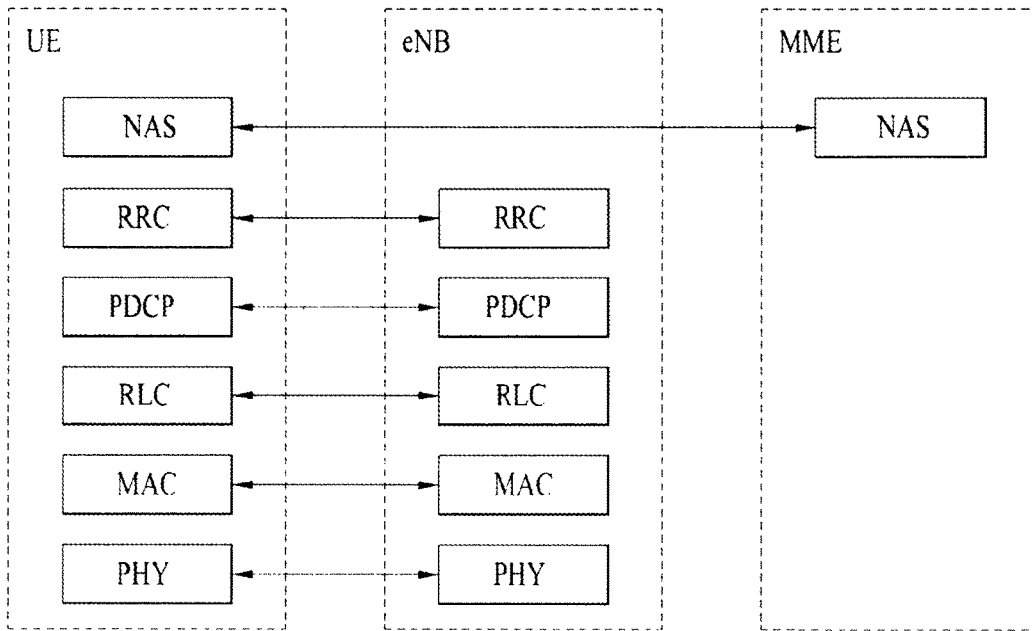 UE eNB MME
NAS NAS
RRC RRC
PDCP PDCP
RLC RLC
MAC MAC
PHY PHY